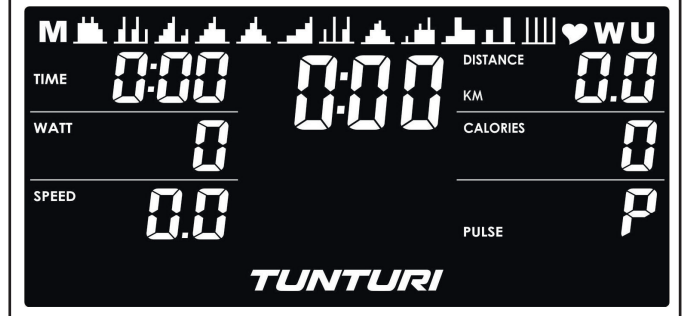 M W U
TIME 0:00
0:00
DISTANCE KM 0.0
WATT 0
CALORIES 0
SPEED 0.0
PULSE P
TUNTURI